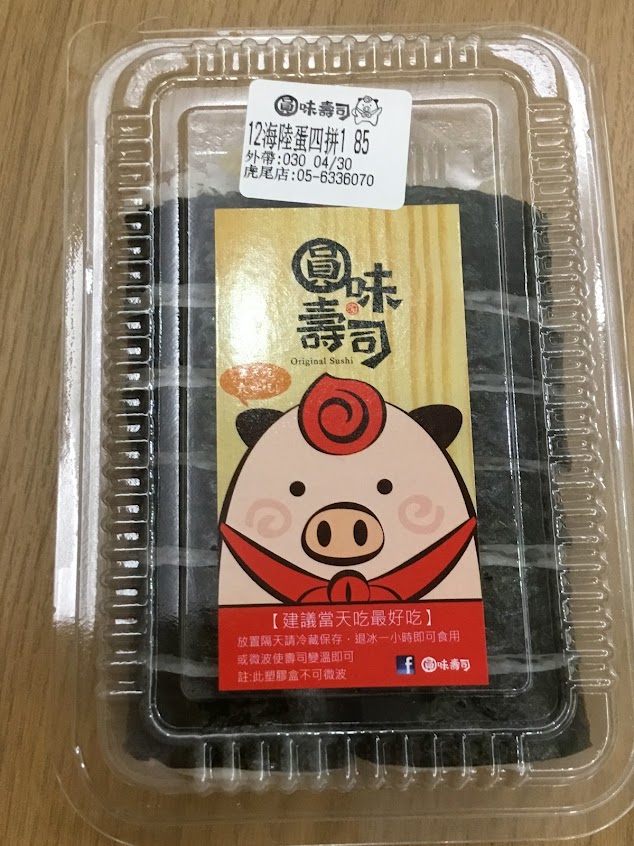 圓味壽司
12海陸蛋四拼1 85
外帶:030 04/30
虎尾店:05-6336070
圓味
壽司
Original Sushi
【建議當天吃最好吃】
放置隔天請冷藏保存，退冰一小時即可食用
或微波使壽司變溫即可
註:此塑膠盒不可微波
f 圓味壽司